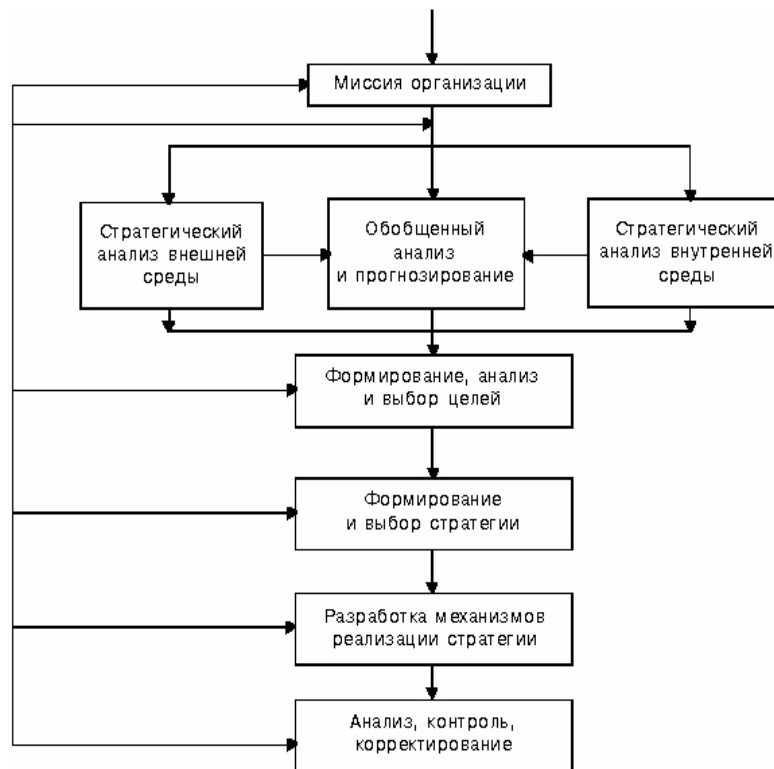 Миссия организации
Стратегический
анализ внешней
среды
Обобщенный
анализ
и прогнозирование
Стратегический
анализ внутренней
среды
Формирование, анализ
и выбор целей
Формирование
и выбор стратегии
Разработка механизмов
реализации стратегии
Анализ, контроль,
корректирование